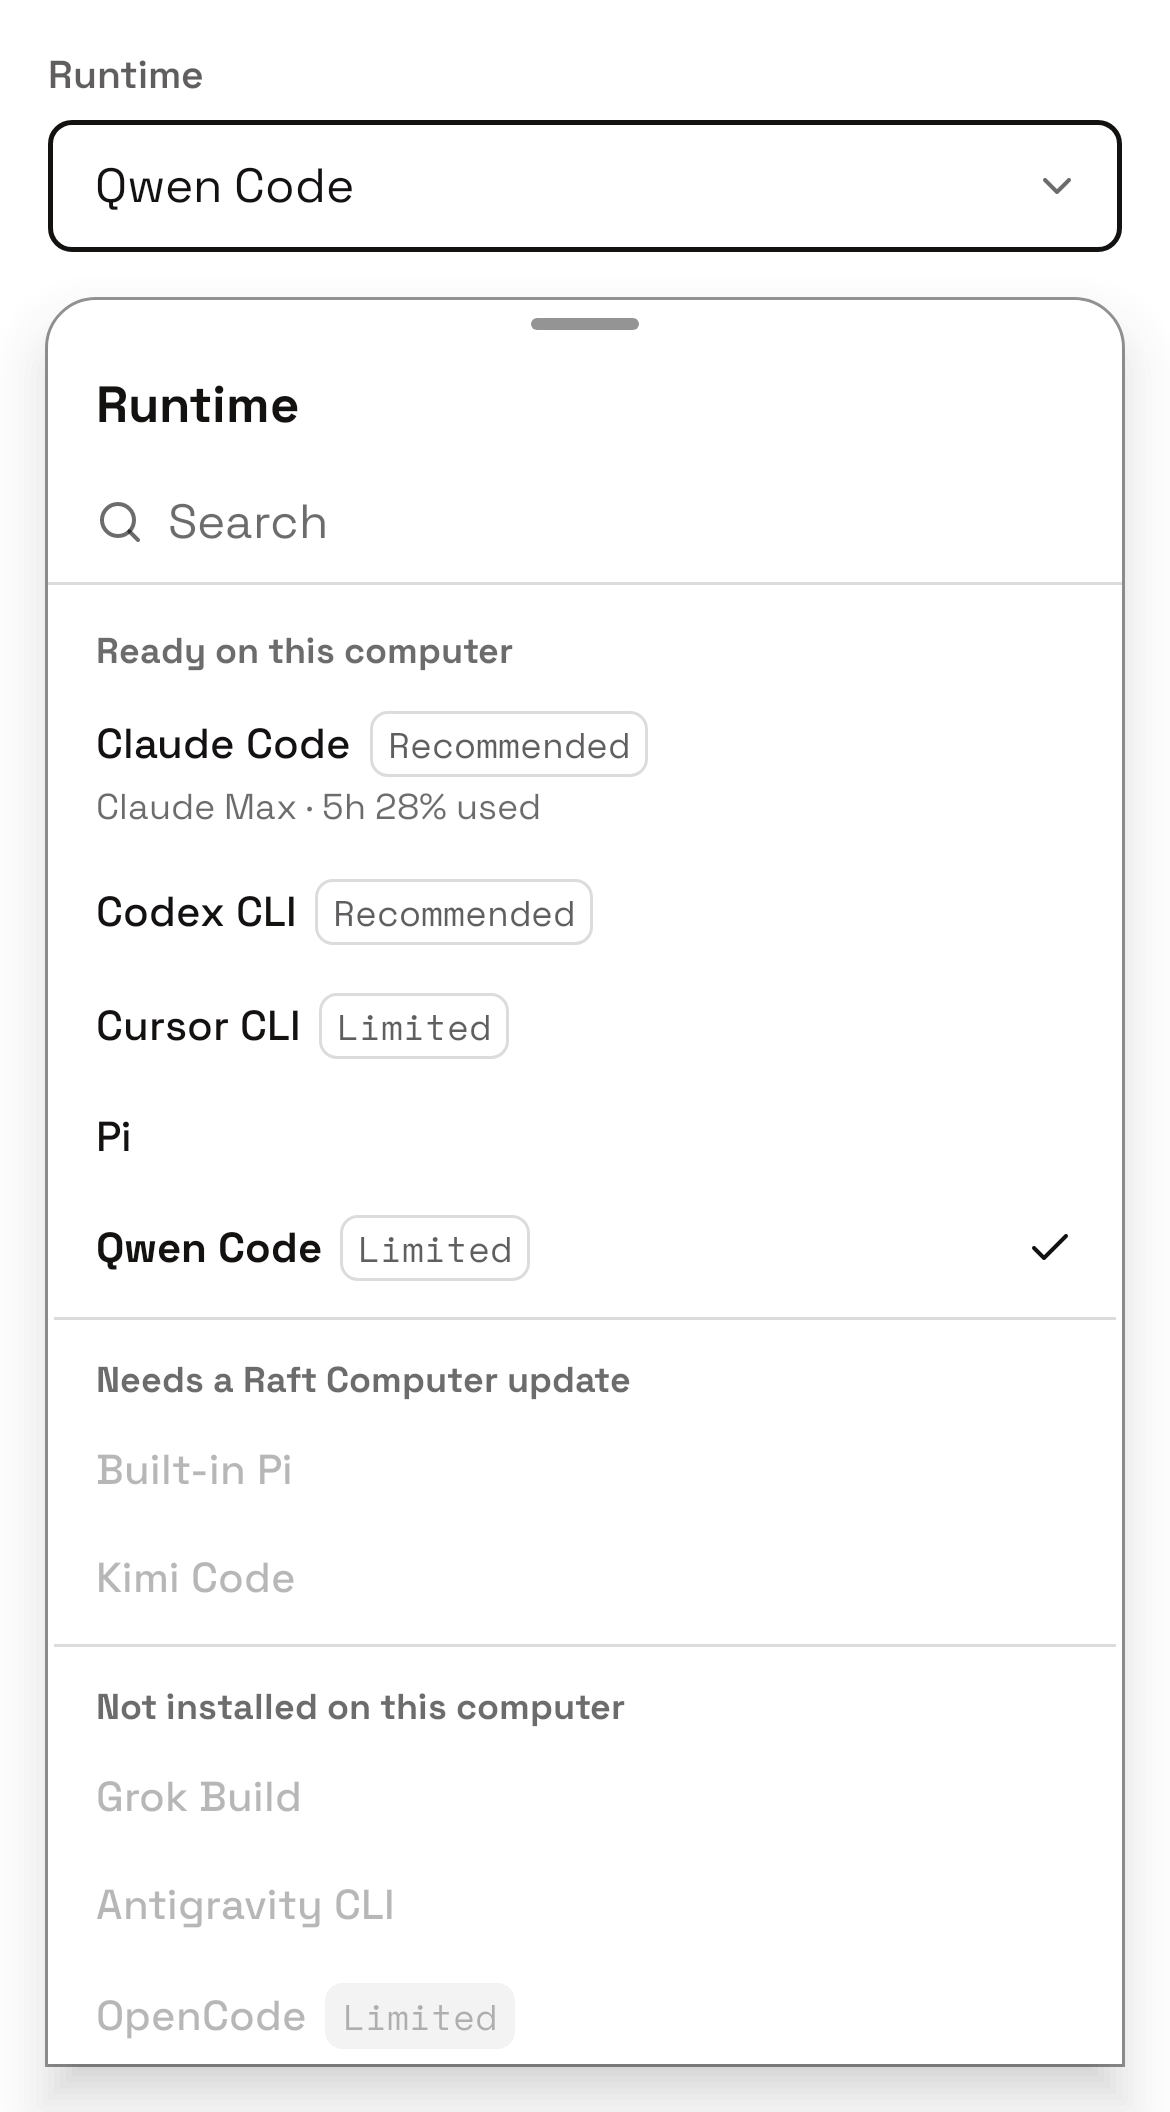 Runtime
Qwen Code
Runtime
Search
Ready on this computer
Claude Code Recommended
Claude Max · 5h 28% used
Codex CLI Recommended
Cursor CLI Limited
Pi
Qwen Code Limited
Needs a Raft Computer update
Built-in Pi
Kimi Code
Not installed on this computer
Grok Build
Antigravity CLI
OpenCode Limited